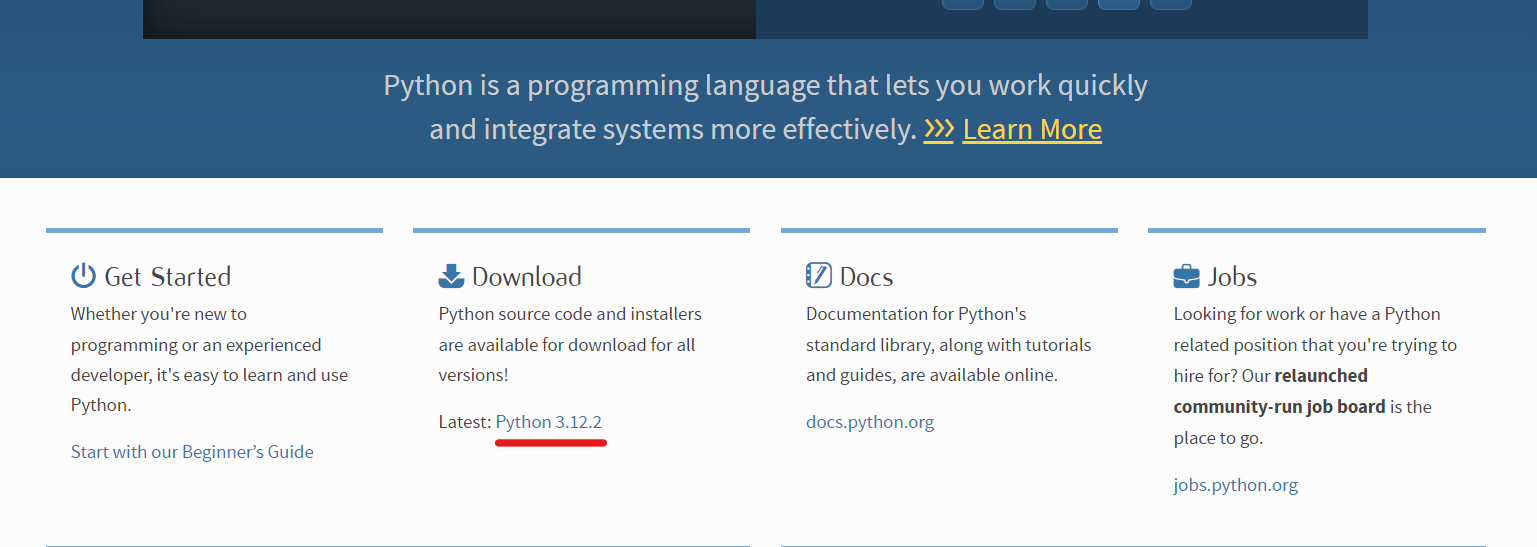 Python is a programming language that lets you work quickly
and integrate systems more effectively. >>> Learn More
Get Started
Whether you're new to
programming or an experienced
developer, it's easy to learn and use
Python.
Start with our Beginner’s Guide
Download
Python source code and installers
are available for download for all
versions!
Latest: Python 3.12.2
Docs
Documentation for Python's
standard library, along with tutorials
and guides, are available online.
docs.python.org
Jobs
Looking for work or have a Python
related position that you're trying to
hire for? Our relaunched
community-run job board is the
place to go.
jobs.python.org